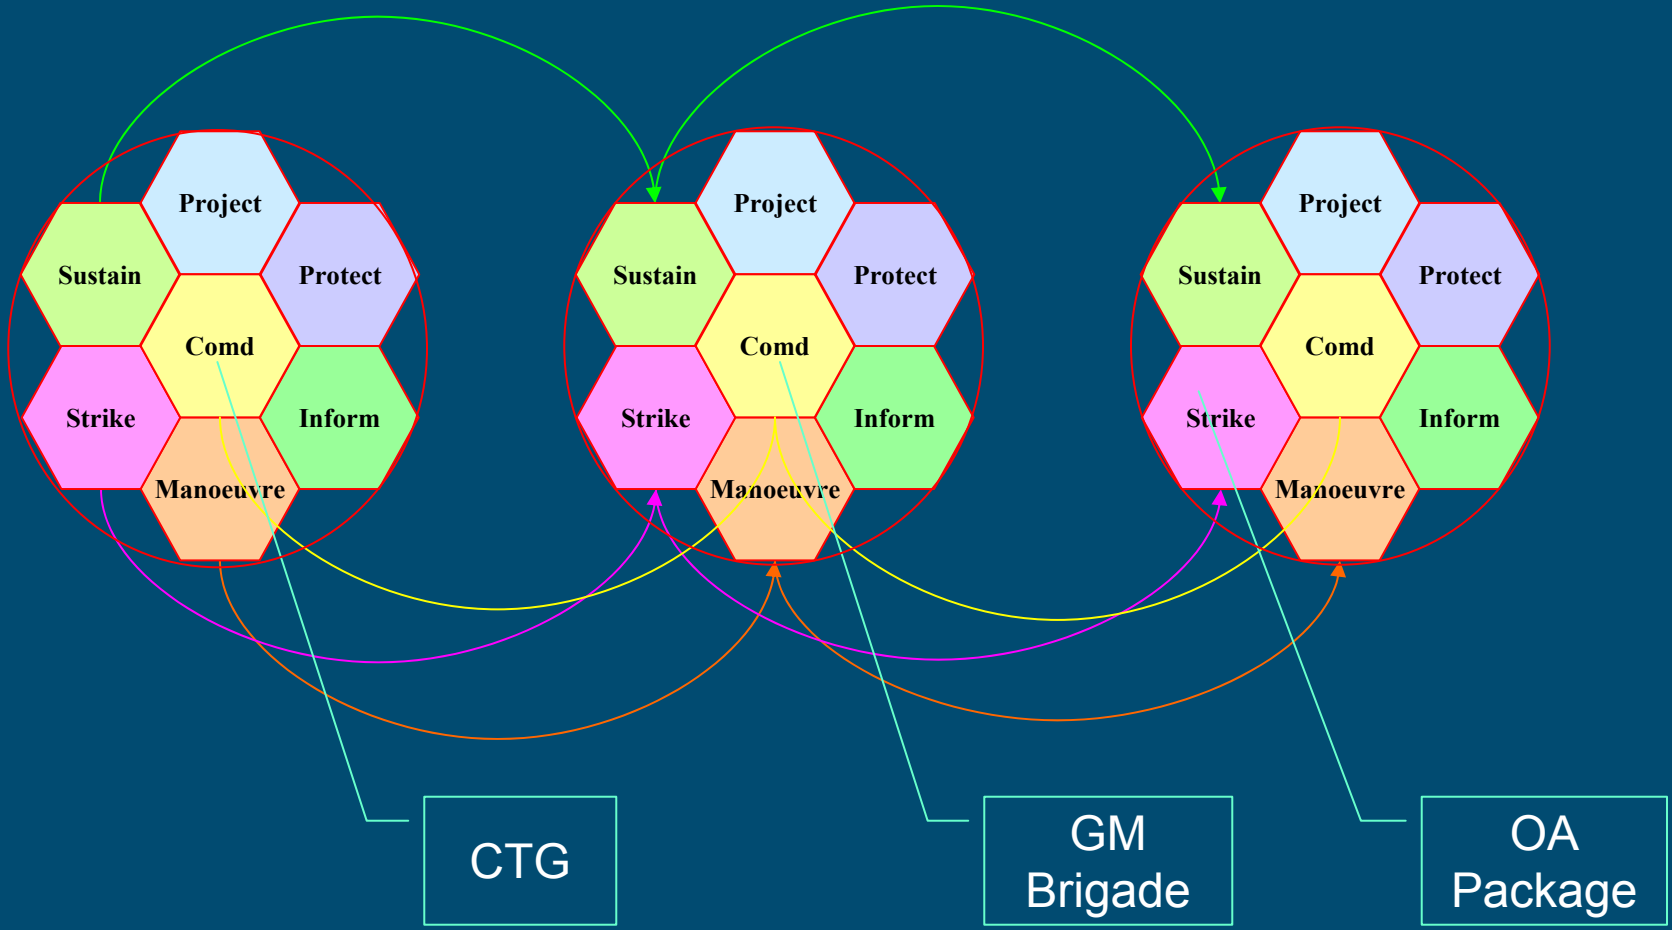 Project
Sustain
Protect
Comd
Strike
Inform
Manoeuvre
Project
Sustain
Protect
Comd
Strike
Inform
Manoeuvre
Project
Sustain
Protect
Comd
Strike
Inform
Manoeuvre
CTG
GM
Brigade
OA
Package